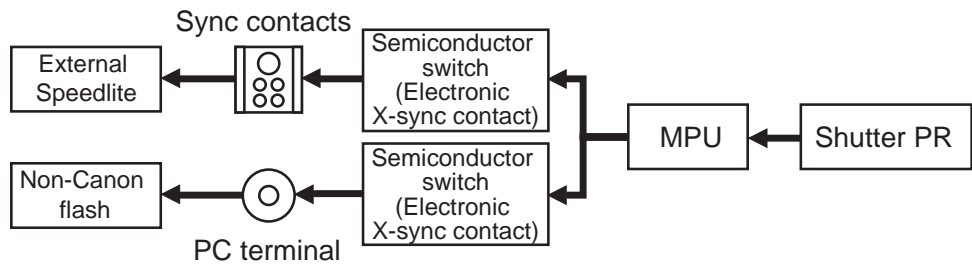 Sync contacts
External
Speedlite
Semiconductor
switch
(Electronic
X-sync contact)
MPU
Shutter PR
Non-Canon
flash
PC terminal
Semiconductor
switch
(Electronic
X-sync contact)